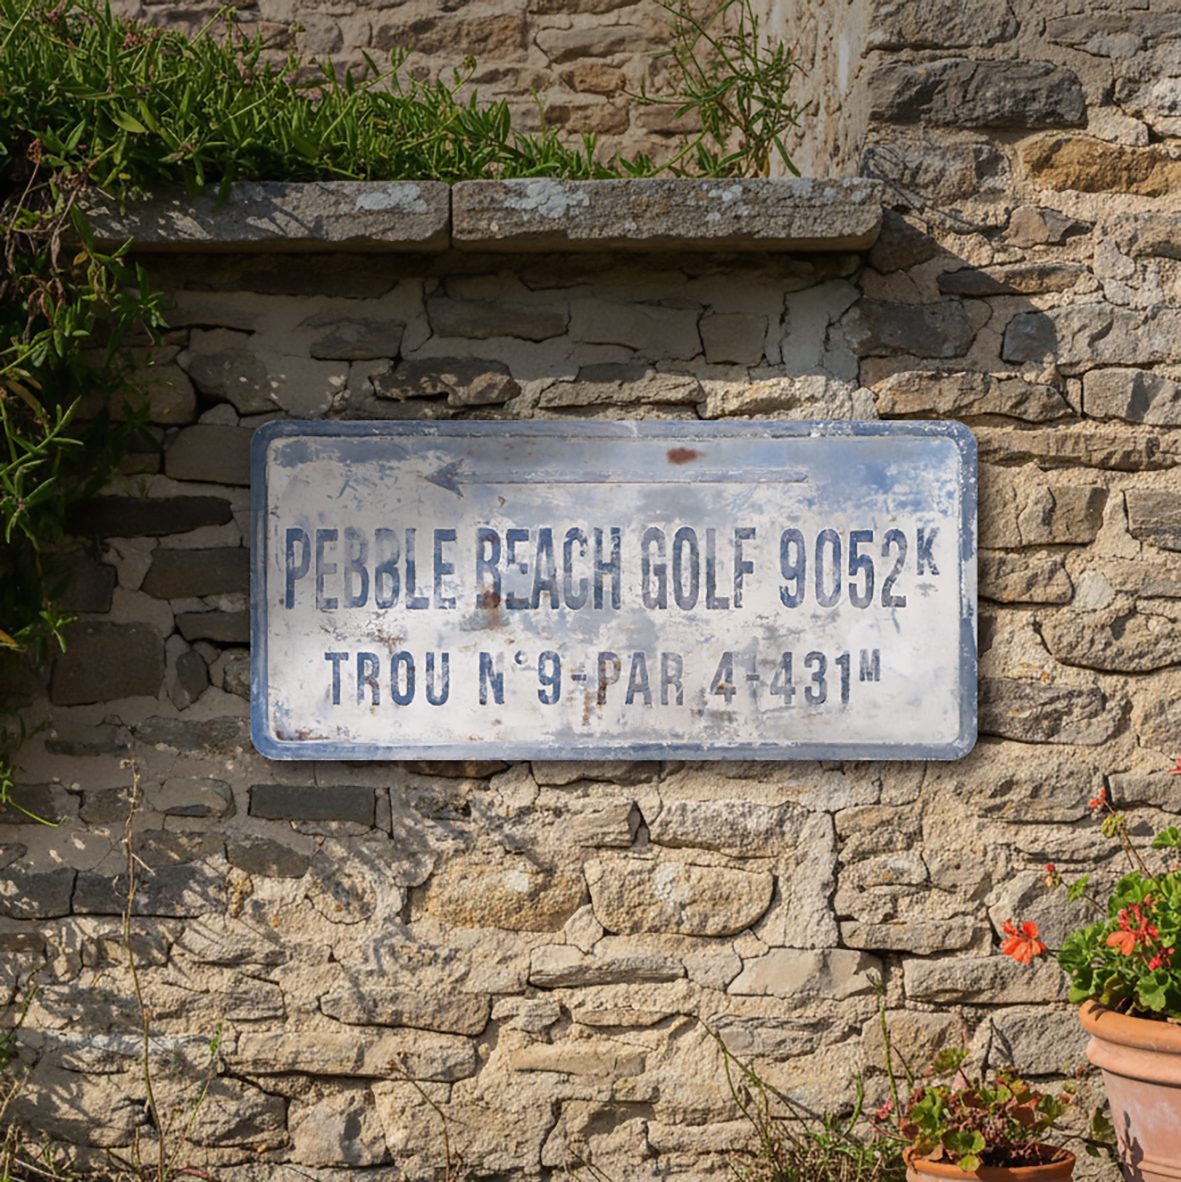 PEBBLE BEACH GOLF 9052K
TROU N°9-PAR 4-431M